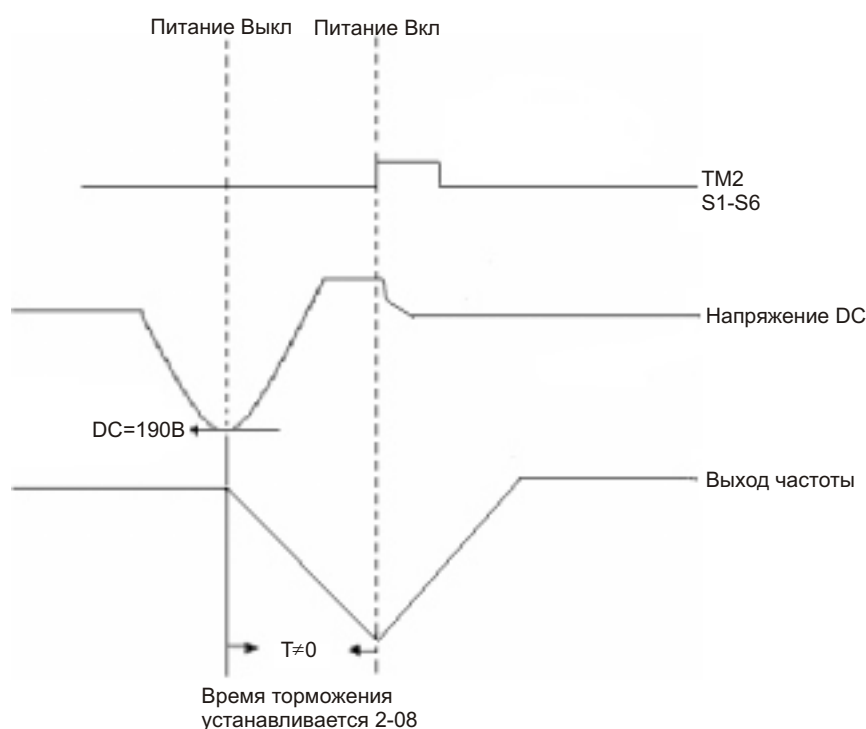 Питание Выкл
Питание Вкл
TM2
S1-S6
Напряжение DC
DC=190В
Выход частоты
T≠0
Время торможения
устанавливается 2-08